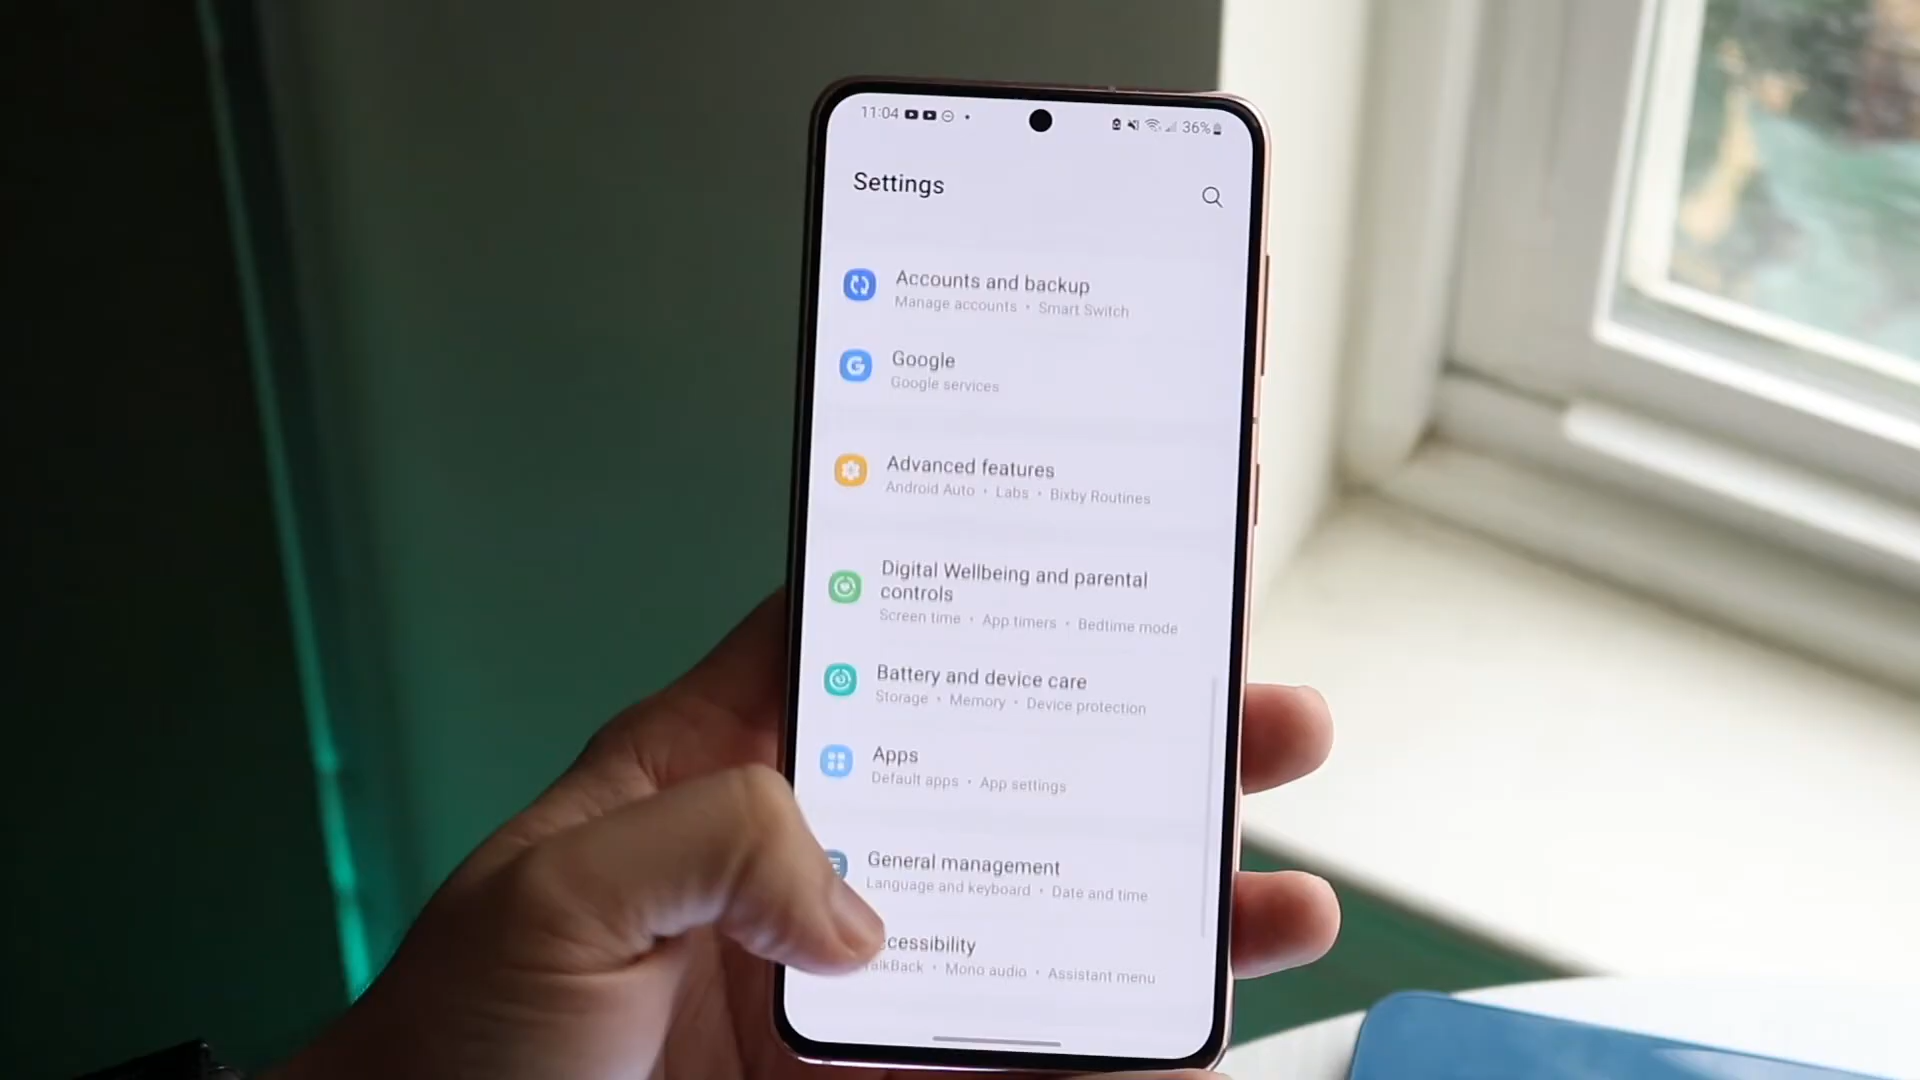 11:04 36%
Settings
Accounts and backup
Manage accounts • Smart Switch
G Google
Google services
Advanced features
Android Auto • Labs • Bixby Routines
Digital Wellbeing and parental
controls
Screen time • App timers • Bedtime mode
Battery and device care
Storage • Memory • Device protection
Apps
Default apps • App settings
General management
Language and keyboard • Date and time
ccessibility
alkBack • Mono audio • Assistant menu